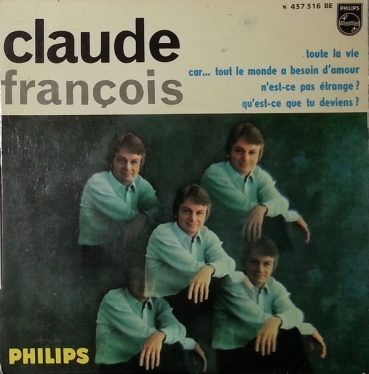 ※ 437 316 BE
PHILIPS
claude
françois
toute la vie
car... tout le monde a besoin d'amour
n'est-ce pas étrange ?
qu'est-ce que tu deviens ?
PHILIPS